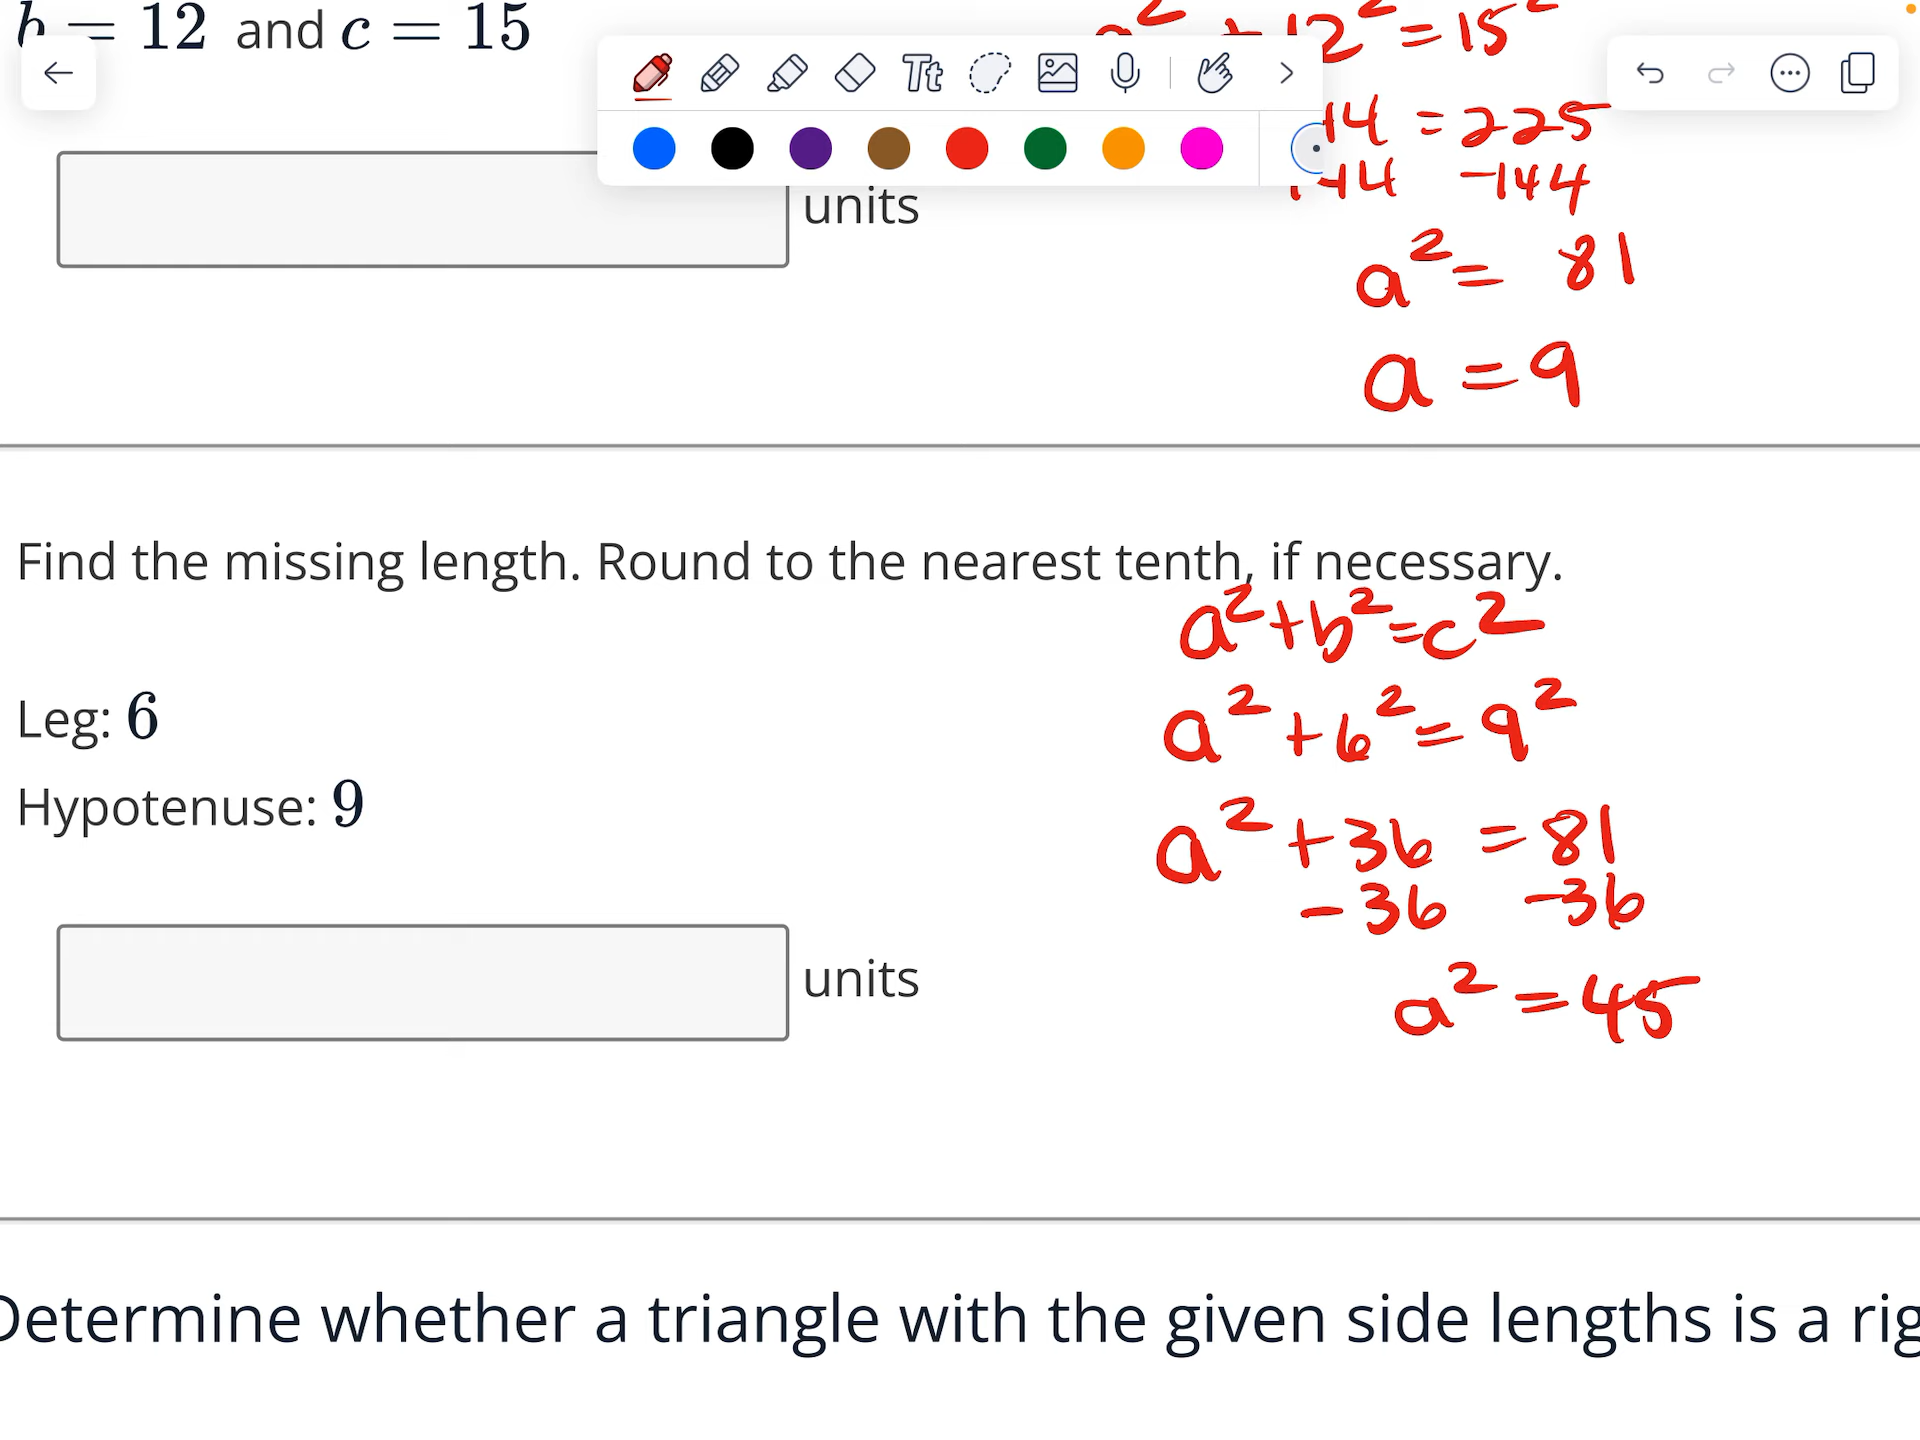 b = 12 and c = 15
a² + 12² = 15²
Tt
14 = 225
144 -144
units
a² = 81
a = 9
Find the missing length. Round to the nearest tenth, if necessary.
a² + b² = c²
Leg: 6
a² + 6² = 9²
Hypotenuse: 9
a² + 36 = 81
- 36 -36
units
a² = 45
Determine whether a triangle with the given side lengths is a rig